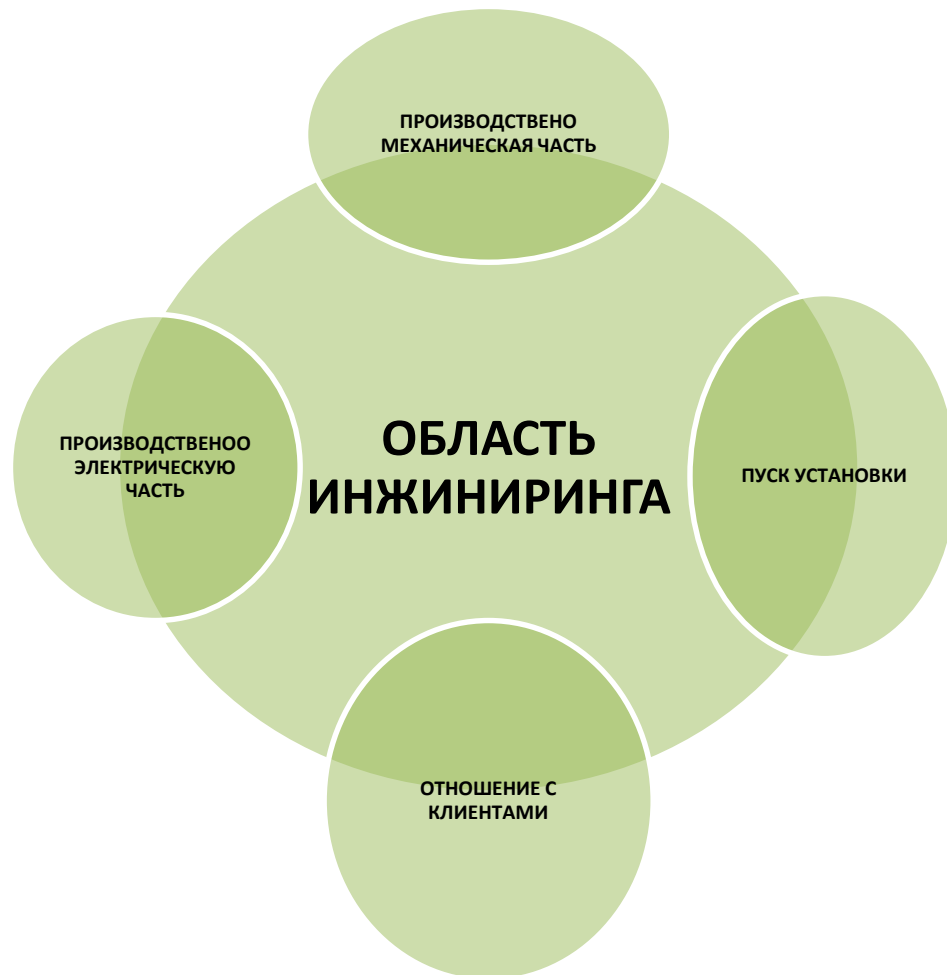 ПРОИЗВОДСТВЕНО
МЕХАНИЧЕСКАЯ ЧАСТЬ
ПРОИЗВОДСТВЕНОО
ЭЛЕКТРИЧЕСКУЮ
ЧАСТЬ
ОБЛАСТЬ
ИНЖИНИРИНГА
ПУСК УСТАНОВКИ
ОТНОШЕНИЕ С
КЛИЕНТАМИ